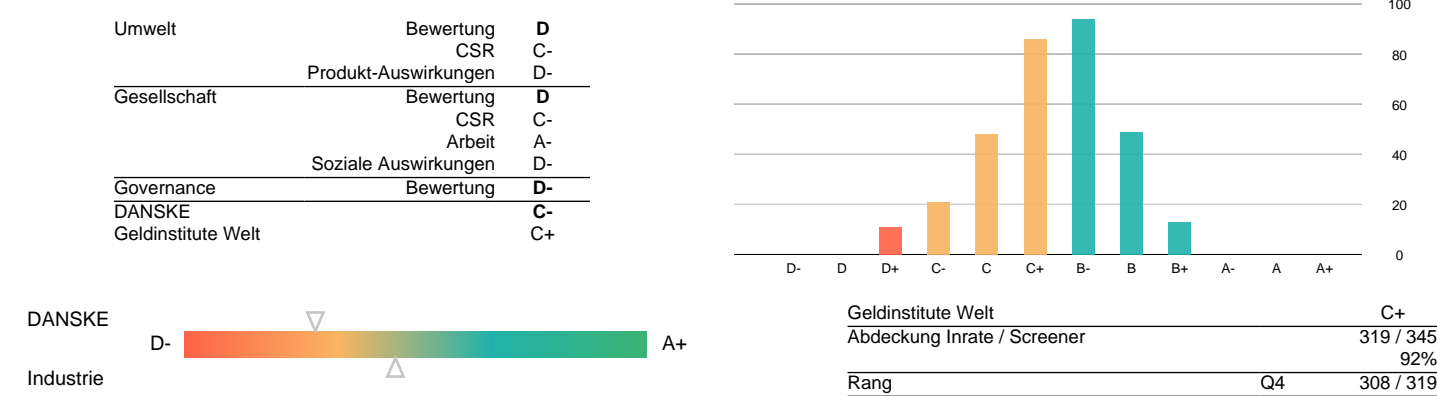 Umwelt Bewertung D
CSR C-
Produkt-Auswirkungen D-
Gesellschaft Bewertung D
CSR C-
Arbeit A-
Soziale Auswirkungen D-
Governance Bewertung D-
DANSKE C-
Geldinstitute Welt C+
100
80
60
40
20
0
D- D D+ C- C C+ B- B B+ A- A A+
DANSKE
D- A+
Industrie
Geldinstitute Welt C+
Abdeckung Inrate / Screener 319 / 345
92%
Rang Q4 308 / 319